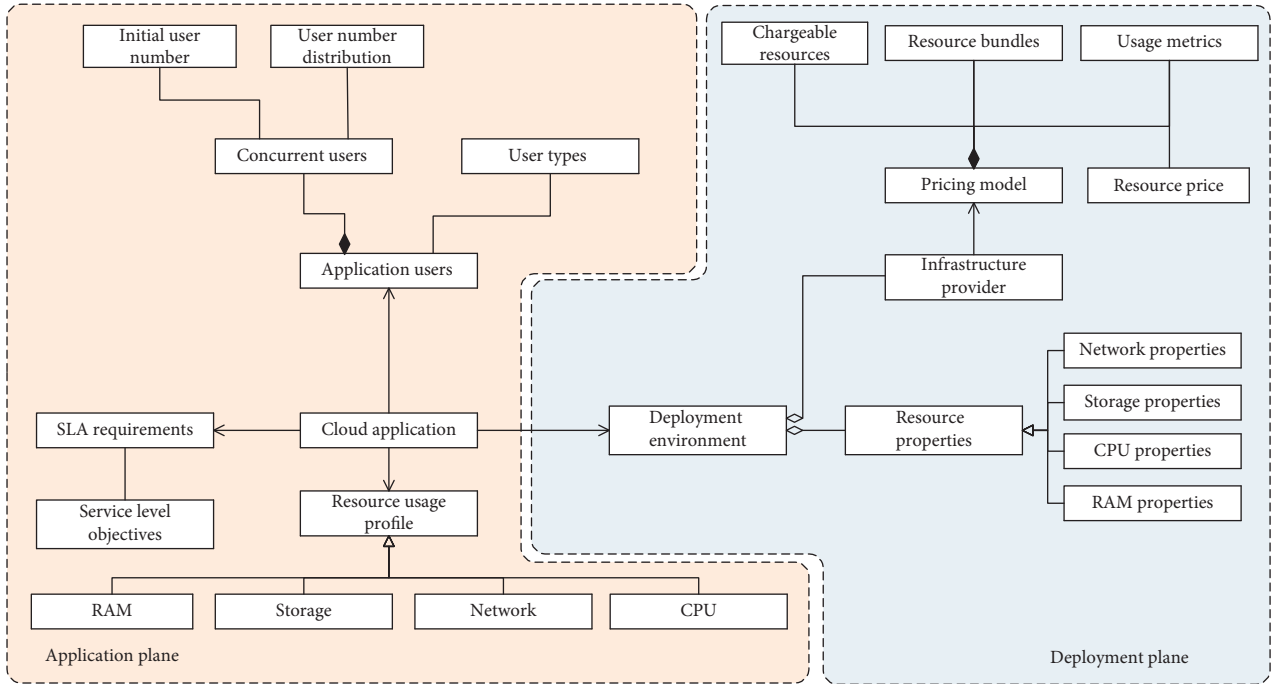 Initial user
number
User number
distribution
Concurrent users
User types
Application users
SLA requirements
Cloud application
Service level
objectives
Resource usage
profile
RAM
Storage
Network
CPU
Application plane
Chargeable
resources
Resource bundles
Usage metrics
Pricing model
Resource price
Infrastructure
provider
Deployment
environment
Resource
properties
Network properties
Storage properties
CPU properties
RAM properties
Deployment plane